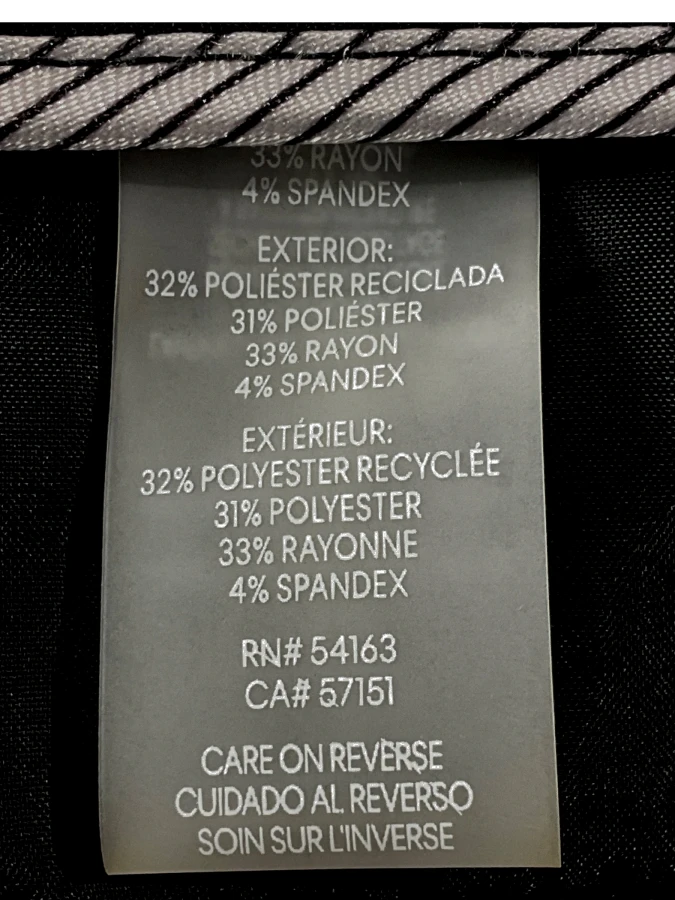 33% RAYON
4% SPANDEX
EXTERIOR:
32% POLIÉSTER RECICLADA
31% POLIÉSTER
33% RAYON
4% SPANDEX
EXTÉRIEUR:
32% POLYESTER RECYCLÉE
31% POLYESTER
33% RAYONNE
4% SPANDEX
RN# 54163
CA# 57151
CARE ON REVERSE
CUIDADO AL REVERSO
SOIN SUR L'INVERSE